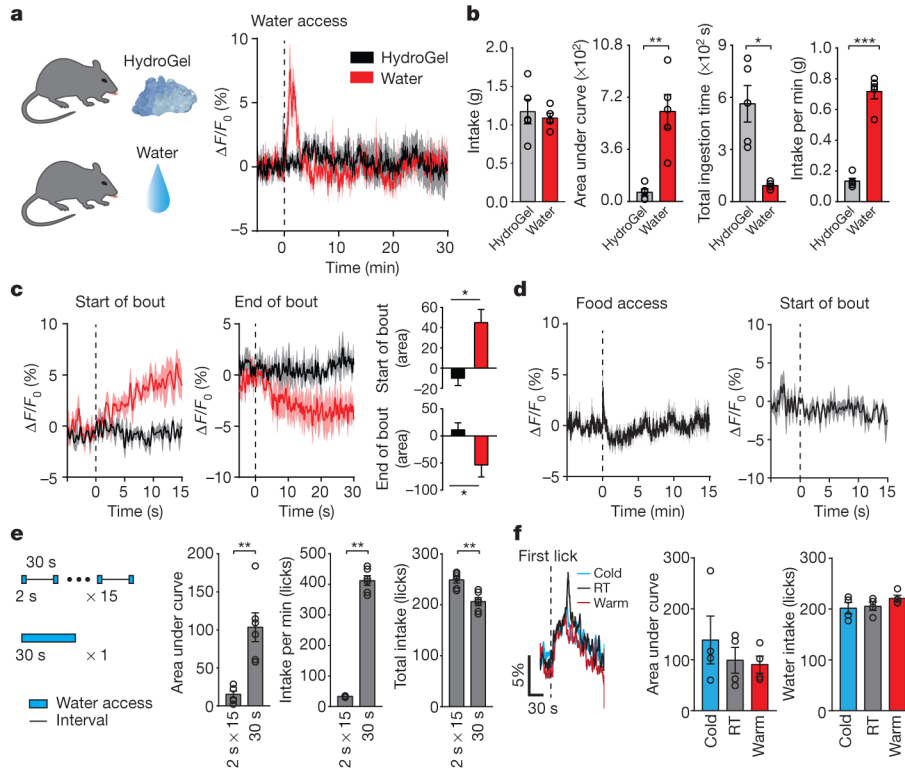 a
Water access
HydroGel
Water
HydroGel
Water
ΔF/F0 (%)
10
5
0
−5
0
10
20
30
Time (min)
b
Intake (g)
2.0
1.5
1.0
0.5
0
HydroGel
Water
Area under curve (×10²)
10.8
7.2
3.6
0.0
**
HydroGel
Water
Total ingestion time (×10² s)
12
9
6
3
0
*
HydroGel
Water
Intake per min (g)
1.0
0.8
0.6
0.4
0.2
0
***
HydroGel
Water
c
Start of bout
ΔF/F0 (%)
10
5
0
−5
0
5
10
15
Time (s)
End of bout
ΔF/F0 (%)
5
0
−5
−10
0
10
20
30
Time (s)
*
Start of bout
(area)
60
40
20
0
−20
End of bout
(area)
50
0
−50
−100
*
d
Food access
ΔF/F0 (%)
10
5
0
−5
0
5
10
15
Time (min)
Start of bout
ΔF/F0 (%)
10
5
0
−5
−10
0
5
10
15
Time (s)
e
30 s
2 s
× 15
30 s
× 1
Water access
Interval
Area under curve
200
150
100
50
0
**
2 s × 15
30 s
Intake per min (licks)
500
400
300
200
100
0
**
2 s × 15
30 s
Total intake (licks)
300
200
100
0
**
2 s × 15
30 s
f
First lick
Cold
RT
Warm
5%
30 s
Area under curve
300
200
100
0
Cold
RT
Warm
Water intake (licks)
300
200
100
0
Cold
RT
Warm